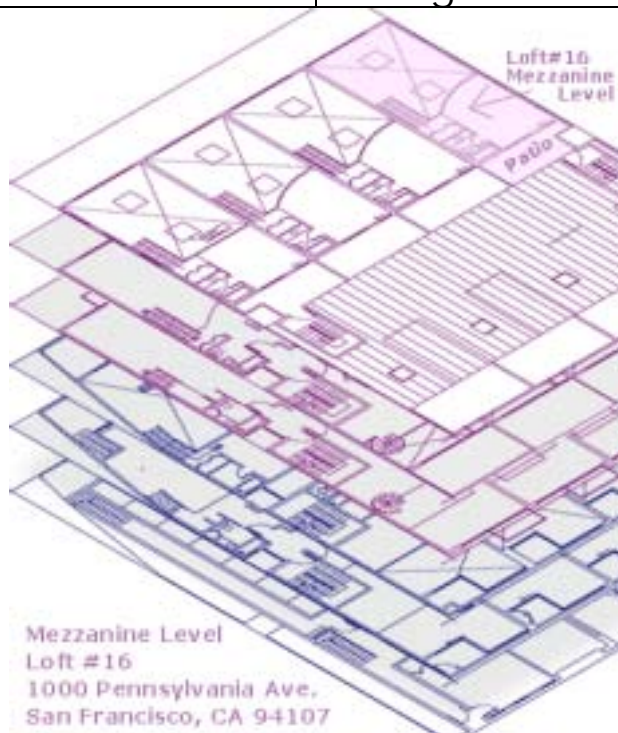 Loft#16
Mezzanine
Level
Patio
Mezzanine Level
Loft #16
1000 Pennsylvania Ave.
San Francisco, CA 94107